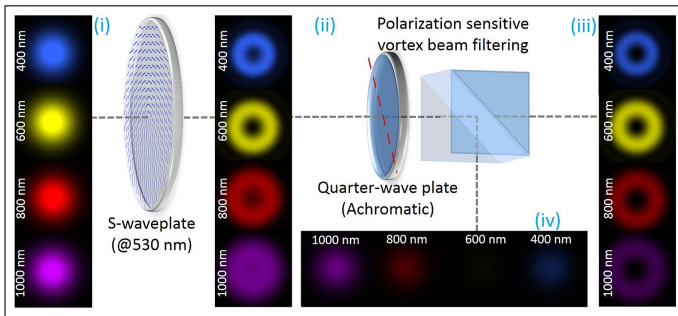 (i)
400 nm
600 nm
800 nm
1000 nm
S-waveplate
(@530 nm)
(ii)
400 nm
600 nm
800 nm
1000 nm
Polarization sensitive
vortex beam filtering
Quarter-wave plate
(Achromatic)
(iv)
1000 nm 800 nm 600 nm 400 nm
(iii)
400 nm
600 nm
800 nm
1000 nm